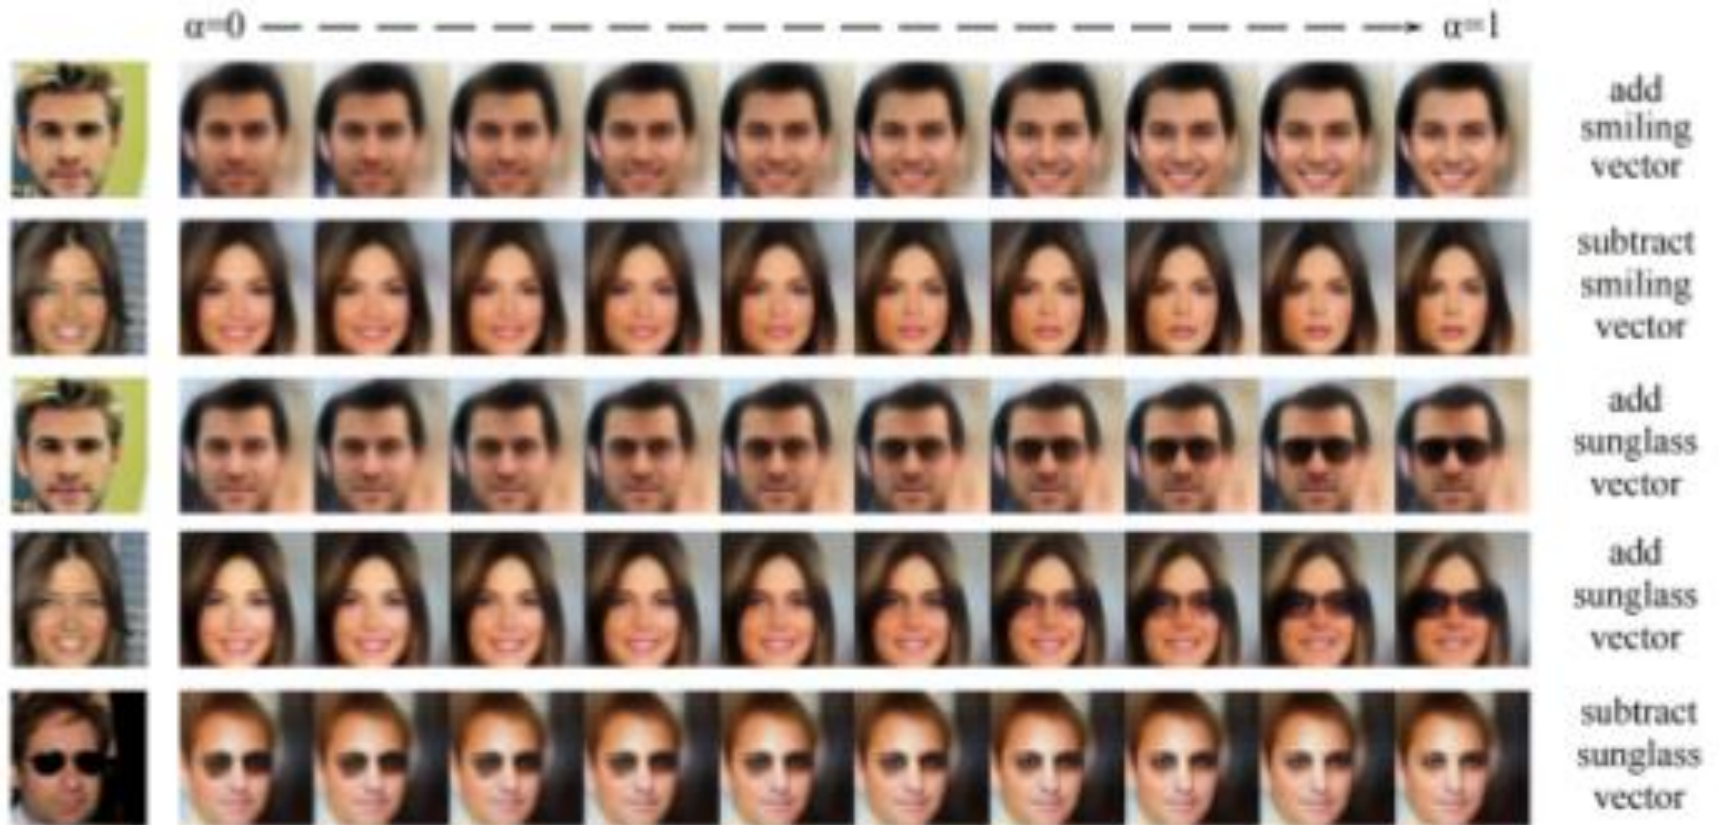 α=0
α=1
add
smiling
vector
subtract
smiling
vector
add
sunglass
vector
add
sunglass
vector
subtract
sunglass
vector